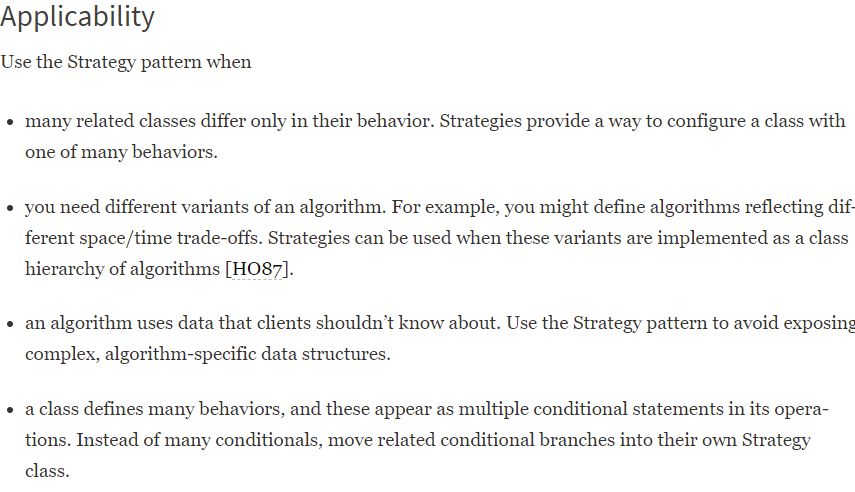 Applicability
Use the Strategy pattern when
• many related classes differ only in their behavior. Strategies provide a way to configure a class with
one of many behaviors.
• you need different variants of an algorithm. For example, you might define algorithms reflecting dif-
ferent space/time trade-offs. Strategies can be used when these variants are implemented as a class
hierarchy of algorithms [HO87].
• an algorithm uses data that clients shouldn’t know about. Use the Strategy pattern to avoid exposing
complex, algorithm-specific data structures.
• a class defines many behaviors, and these appear as multiple conditional statements in its opera-
tions. Instead of many conditionals, move related conditional branches into their own Strategy
class.